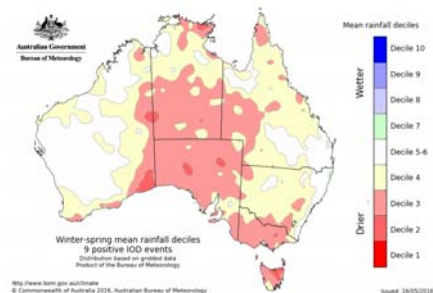 Australian Government
Bureau of Meteorology
Mean rainfall deciles
Wetter
Drier
Decile 10
Decile 9
Decile 8
Decile 7
Decile 5-6
Decile 4
Decile 3
Decile 2
Decile 1
Winter-spring mean rainfall deciles
9 positive IOD events
Distribution based on gridded data
Product of the Bureau of Meteorology
http://www.bom.gov.au/climate
© Commonwealth of Australia 2016, Australian Bureau of Meteorology
Issued: 16/05/2016